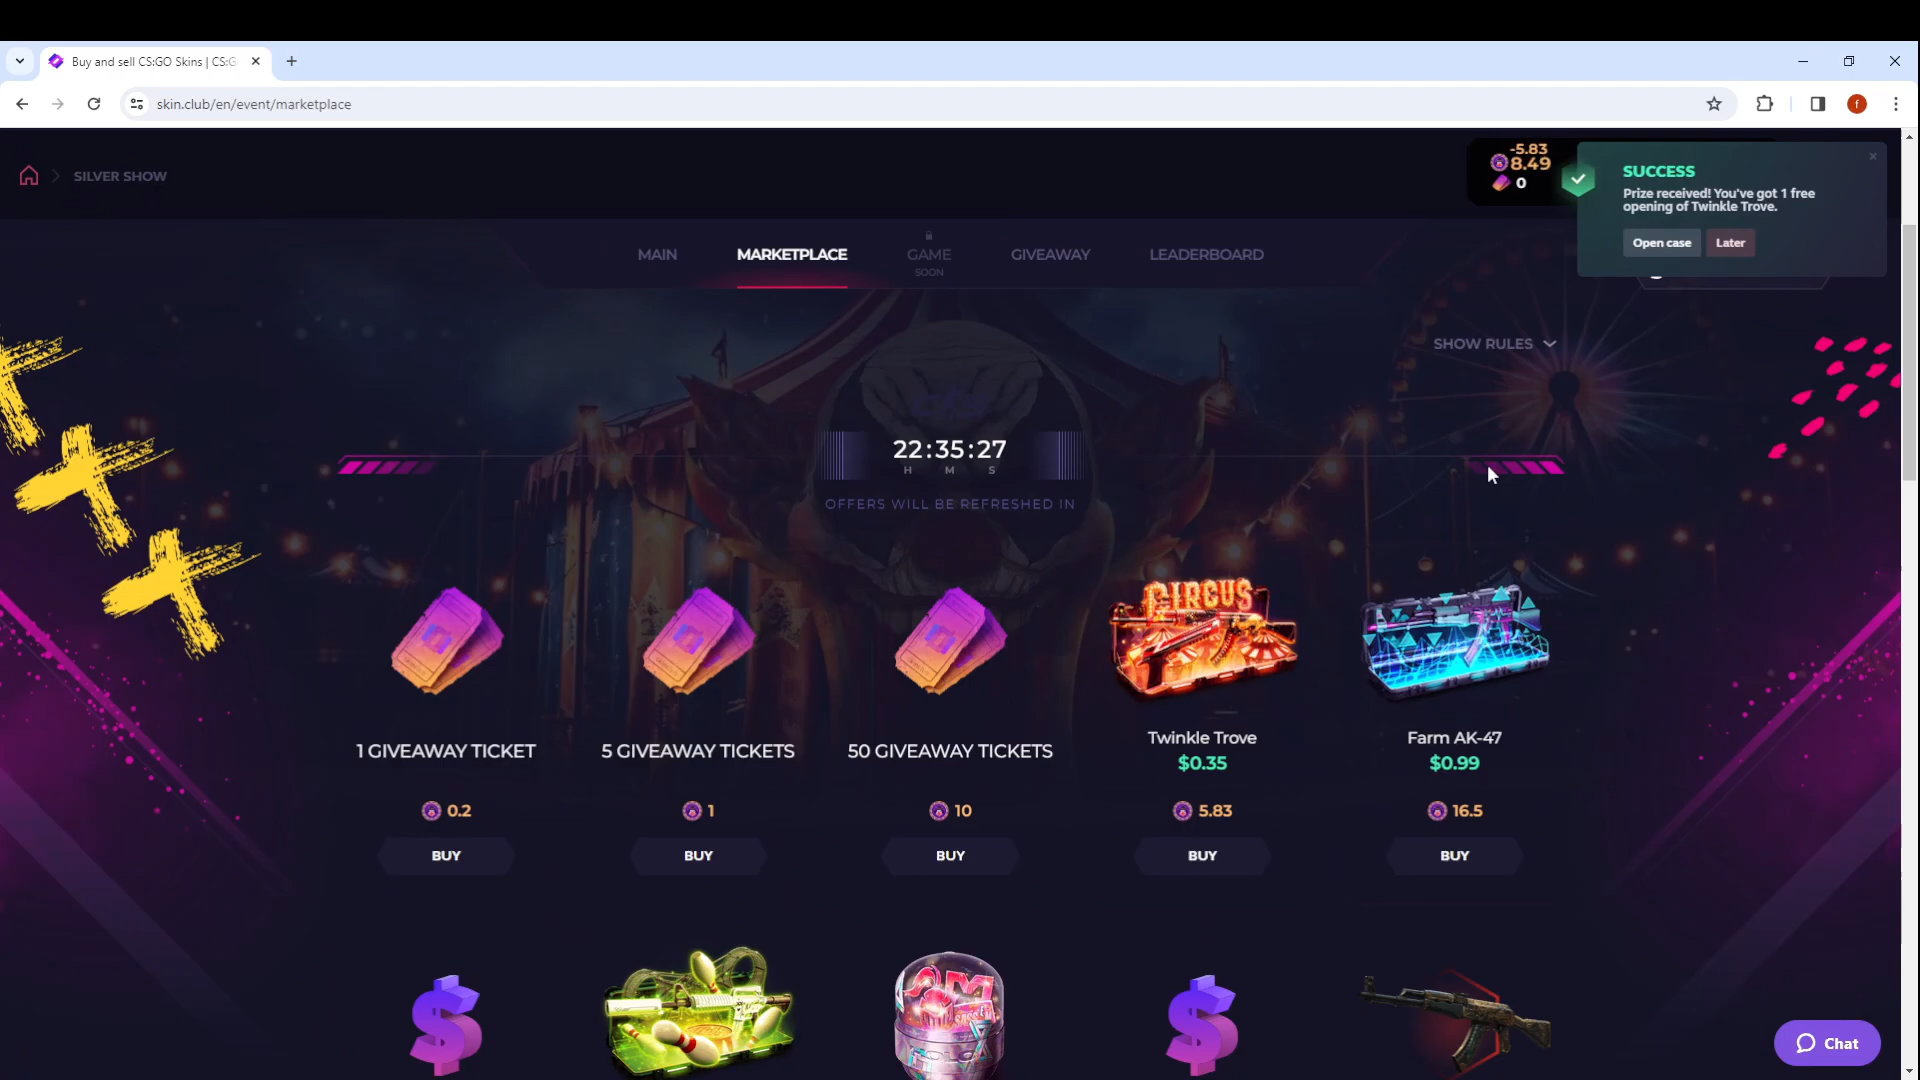 Buy and sell CS:GO Skins | CS:G
skin.club/en/event/marketplace
f
SILVER SHOW
-5.83
8.49
0
SUCCESS
Prize received! You've got 1 free
opening of Twinkle Trove.
Open case
Later
MAIN
MARKETPLACE
GAME
SOON
GIVEAWAY
LEADERBOARD
SHOW RULES
22:35:27
H M S
OFFERS WILL BE REFRESHED IN
CIRCUS
1 GIVEAWAY TICKET
5 GIVEAWAY TICKETS
50 GIVEAWAY TICKETS
Twinkle Trove
$0.35
Farm AK-47
$0.99
0.2
1
10
5.83
16.5
BUY
BUY
BUY
BUY
BUY
Chat